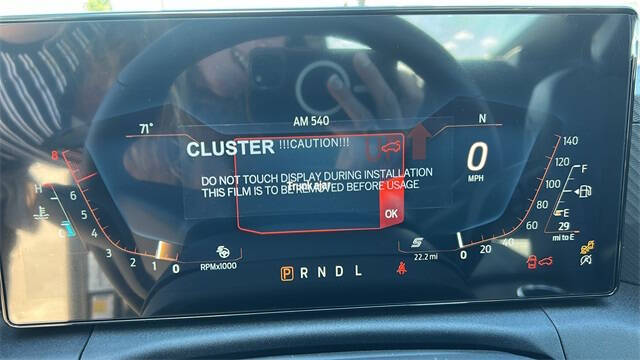 AM 540
71°
N
CLUSTER !!!CAUTION!!!
DO NOT TOUCH DISPLAY DURING INSTALLATION
THIS FILM IS TO BE REMOVED BEFORE USAGE
Trunk ajar
OK
0
MPH
8
7
6
5
4
3
2
1
0
H
C
RPMx1000
140
120
100
80
60
40
20
0
F
E
29
mi to E
S
22.2 mi
P R N D L